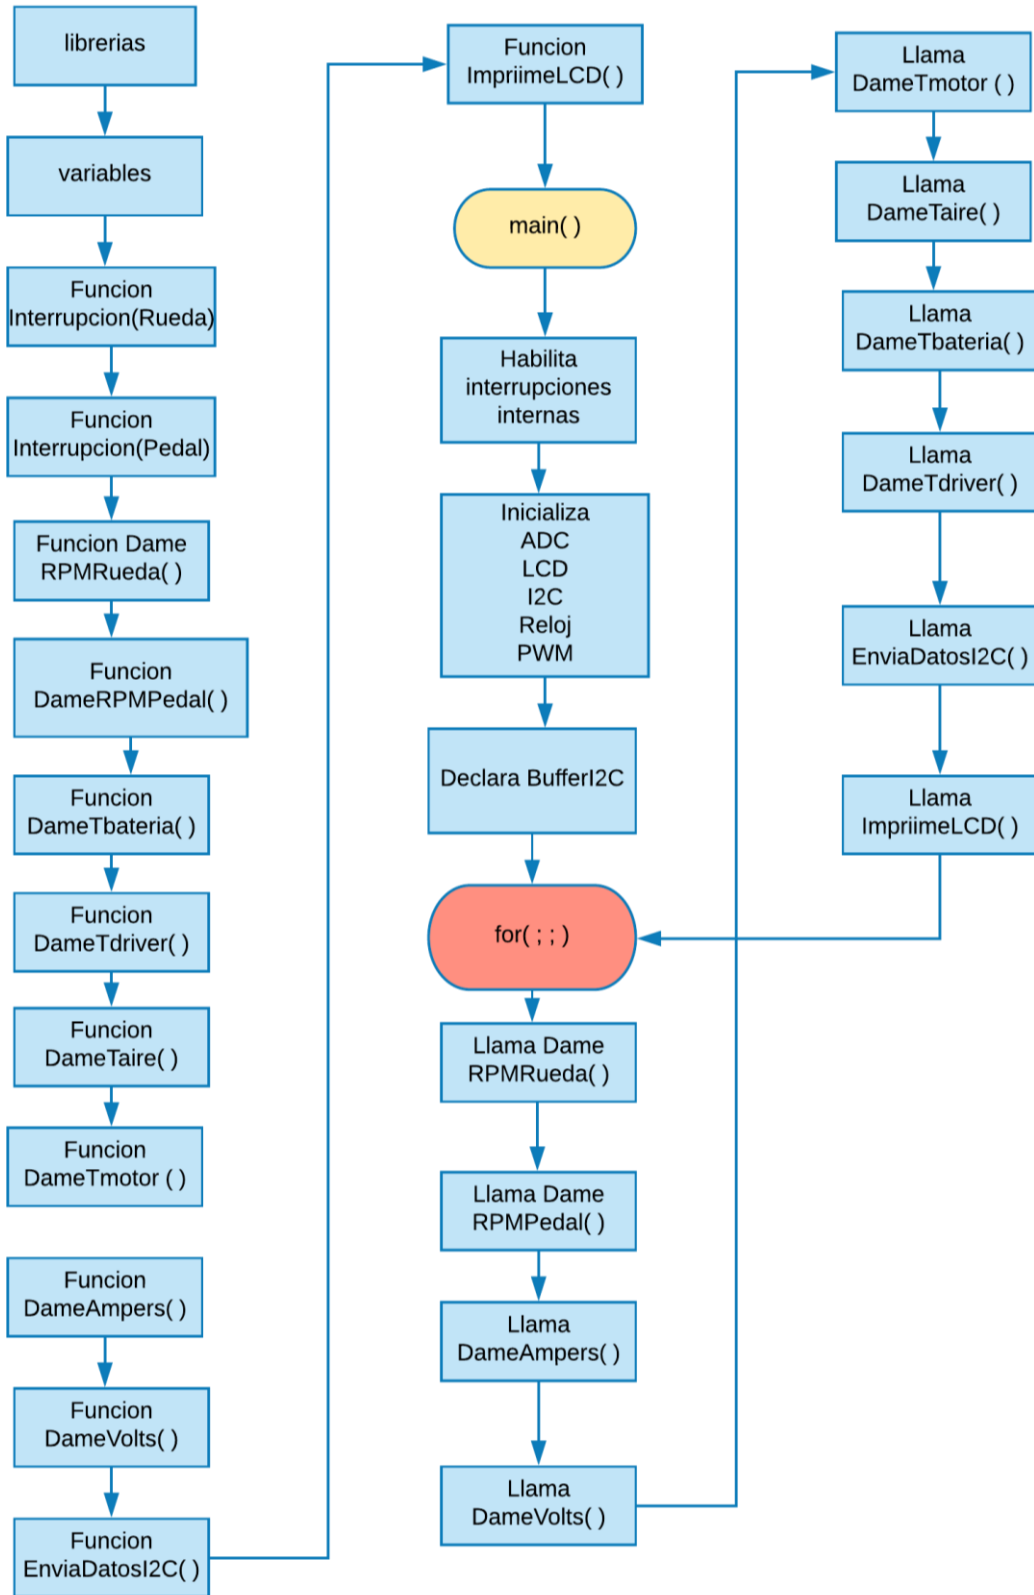 librerias
variables
Funcion
Interrupcion(Rueda)
Funcion
Interrupcion(Pedal)
Funcion Dame
RPMRueda( )
Funcion
DameRPMPedal( )
Funcion
DameTbateria( )
Funcion
DameTdriver( )
Funcion
DameTaire( )
Funcion
DameTmotor ( )
Funcion
DameAmpers( )
Funcion
DameVolts( )
Funcion
EnviaDatosI2C( )
Funcion
ImpriimeLCD( )
main( )
Habilita
interrupciones
internas
Inicializa
ADC
LCD
I2C
Reloj
PWM
Declara BufferI2C
for( ; ; )
Llama Dame
RPMRueda( )
Llama Dame
RPMPedal( )
Llama
DameAmpers( )
Llama
DameVolts( )
Llama
DameTmotor ( )
Llama
DameTaire( )
Llama
DameTbateria( )
Llama
DameTdriver( )
Llama
EnviaDatosI2C( )
Llama
ImpriimeLCD( )